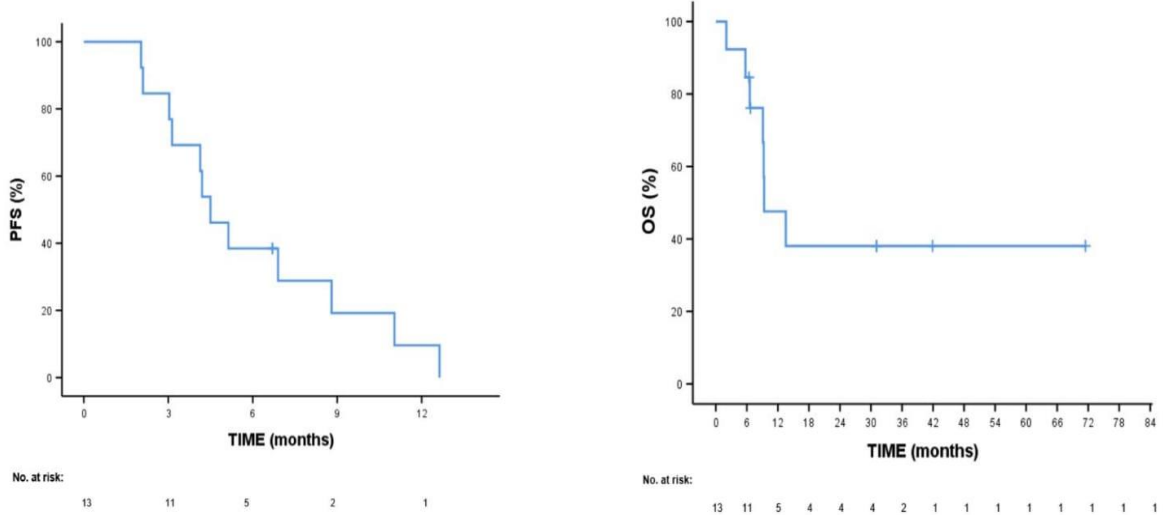 100
80
60
40
20
0
PFS (%)
0 3 6 9 12
TIME (months)
No. at risk:
13 11 5 2 1
100
80
60
40
20
0
OS (%)
0 6 12 18 24 30 36 42 48 54 60 66 72 78 84
TIME (months)
No. at risk:
13 11 5 4 4 4 2 1 1 1 1 1 1 1 1